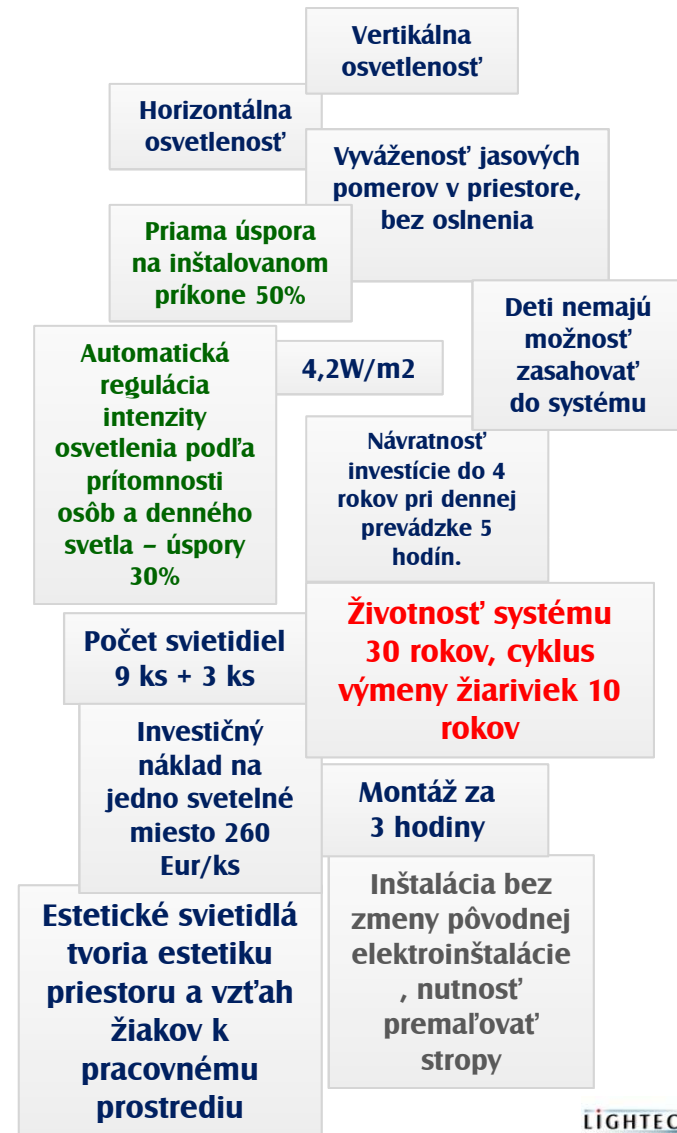 Vertikálna
osvetlenosť
Horizontálna
osvetlenosť
Vyváženosť jasových
pomerov v priestore,
bez oslnenia
Priama úspora
na inštalovanom
príkone 50%
Deti nemajú
možnosť
zasahovať
do systému
Automatická
regulácia
intenzity
osvetlenia podľa
prítomnosti
osôb a denného
svetla – úspory
30%
4,2W/m2
Návratnosť
investície do 4
rokov pri dennej
prevádzke 5
hodín.
Životnosť systému
30 rokov, cyklus
výmeny žiariviek 10
rokov
Počet svietidiel
9 ks + 3 ks
Investičný
náklad na
jedno svetelné
miesto 260
Eur/ks
Montáž za
3 hodiny
Inštalácia bez
zmeny pôvodnej
elektroinštalácie
, nutnosť
premaľovať
stropy
Estetické svietidlá
tvoria estetiku
priestoru a vzťah
žiakov k
pracovnému
prostrediu
LIGHTEC